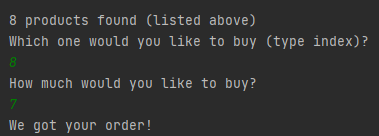 8 products found (listed above)
Which one would you like to buy (type index)?
8
How much would you like to buy?
7
We got your order!